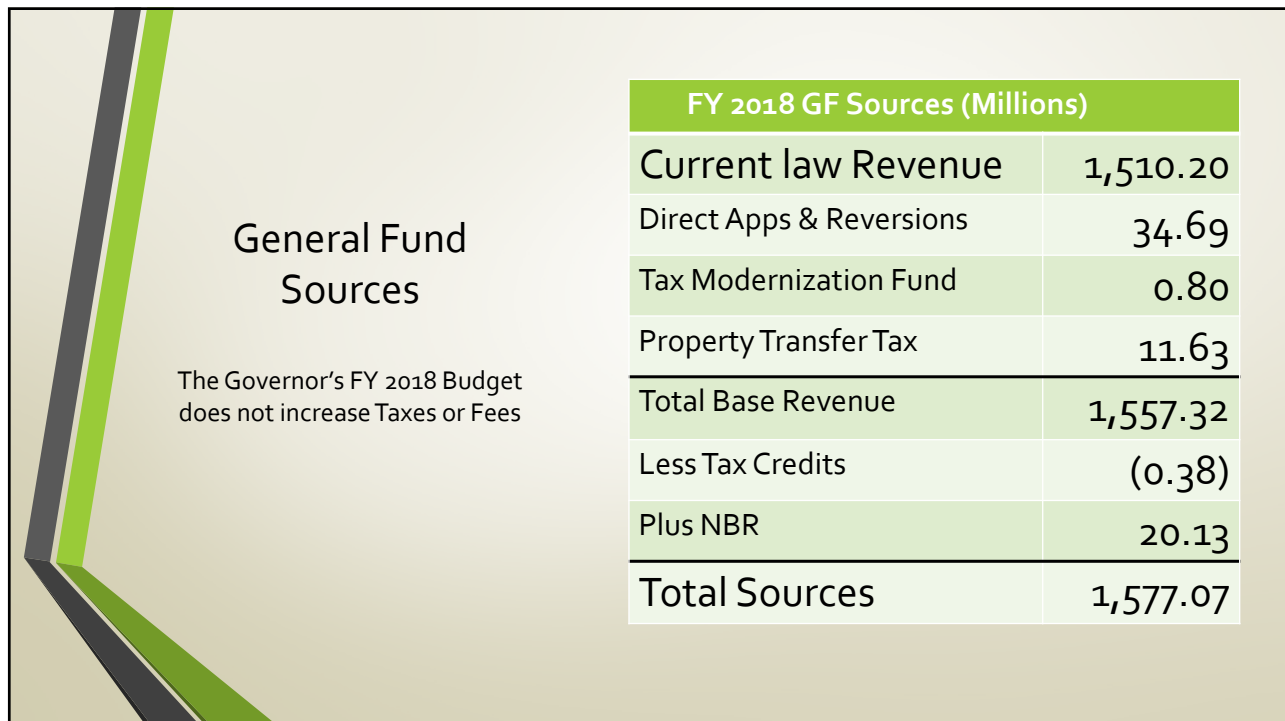 General Fund
Sources
The Governor's FY 2018 Budget
does not increase Taxes or Fees
FY 2018 GF Sources (Millions)
Current law Revenue 1,510.20
Direct Apps & Reversions 34.69
Tax Modernization Fund 0.80
Property Transfer Tax 11.63
Total Base Revenue 1,557.32
Less Tax Credits (0.38)
Plus NBR 20.13
Total Sources 1,577.07